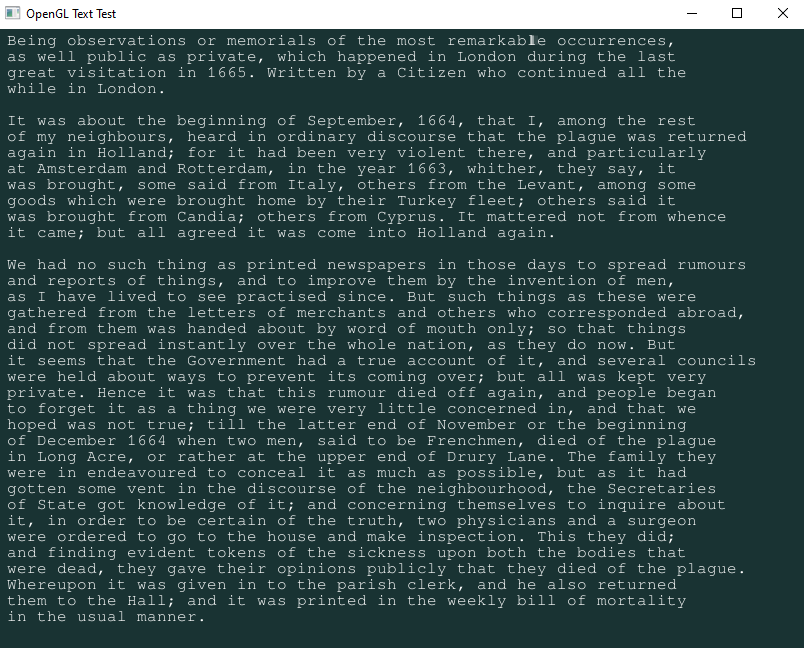 OpenGL Text Test
Being observations or memorials of the most remarkable occurrences,
as well public as private, which happened in London during the last
great visitation in 1665. Written by a Citizen who continued all the
while in London.
It was about the beginning of September, 1664, that I, among the rest
of my neighbours, heard in ordinary discourse that the plague was returned
again in Holland; for it had been very violent there, and particularly
at Amsterdam and Rotterdam, in the year 1663, whither, they say, it
was brought, some said from Italy, others from the Levant, among some
goods which were brought home by their Turkey fleet; others said it
was brought from Candia; others from Cyprus. It mattered not from whence
it came; but all agreed it was come into Holland again.
We had no such thing as printed newspapers in those days to spread rumours
and reports of things, and to improve them by the invention of men,
as I have lived to see practised since. But such things as these were
gathered from the letters of merchants and others who corresponded abroad,
and from them was handed about by word of mouth only; so that things
did not spread instantly over the whole nation, as they do now. But
it seems that the Government had a true account of it, and several councils
were held about ways to prevent its coming over; but all was kept very
private. Hence it was that this rumour died off again, and people began
to forget it as a thing we were very little concerned in, and that we
hoped was not true; till the latter end of November or the beginning
of December 1664 when two men, said to be Frenchmen, died of the plague
in Long Acre, or rather at the upper end of Drury Lane. The family they
were in endeavoured to conceal it as much as possible, but as it had
gotten some vent in the discourse of the neighbourhood, the Secretaries
of State got knowledge of it; and concerning themselves to inquire about
it, in order to be certain of the truth, two physicians and a surgeon
were ordered to go to the house and make inspection. This they did;
and finding evident tokens of the sickness upon both the bodies that
were dead, they gave their opinions publicly that they died of the plague.
Whereupon it was given in to the parish clerk, and he also returned
them to the Hall; and it was printed in the weekly bill of mortality
in the usual manner.